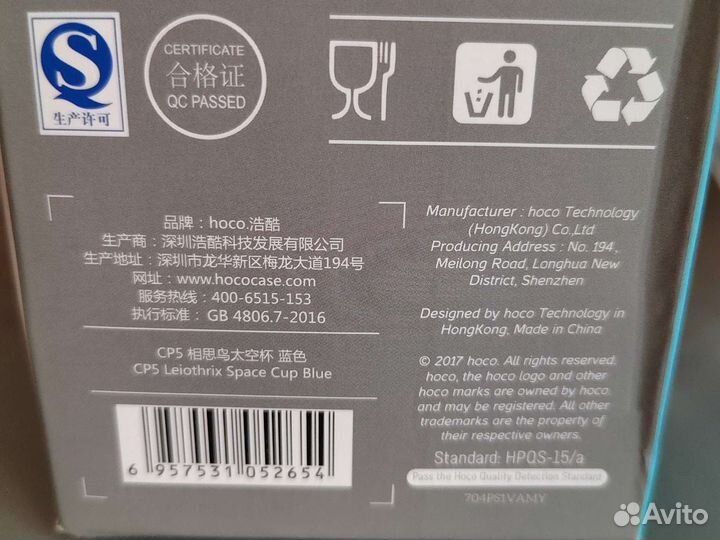 生产许可
CERTIFICATE
合格证
QC PASSED
品牌：hoco.浩酷
生产商：深圳浩酷科技发展有限公司
生产地址：深圳市龙华新区梅龙大道194号
网址：www.hococase.com
服务热线：400-6515-153
执行标准：GB 4806.7-2016
CP5 相思鸟太空杯 蓝色
CP5 Leiothrix Space Cup Blue
6 957531 052654
Manufacturer : hoco Technology
(HongKong) Co.,Ltd
Producing Address : No. 194,
Meilong Road, Longhua New
District, Shenzhen
Designed by hoco Technology in
HongKong, Made in China
© 2017 hoco. All rights reserved.
hoco, the hoco logo and other
hoco marks are owned by hoco
and may be registered. All other
trademarks are the property of
their respective owners.
Standard: HPQS-15/a
Pass the Hoco Quality Detection Standard
704PS1VAMY
Avito